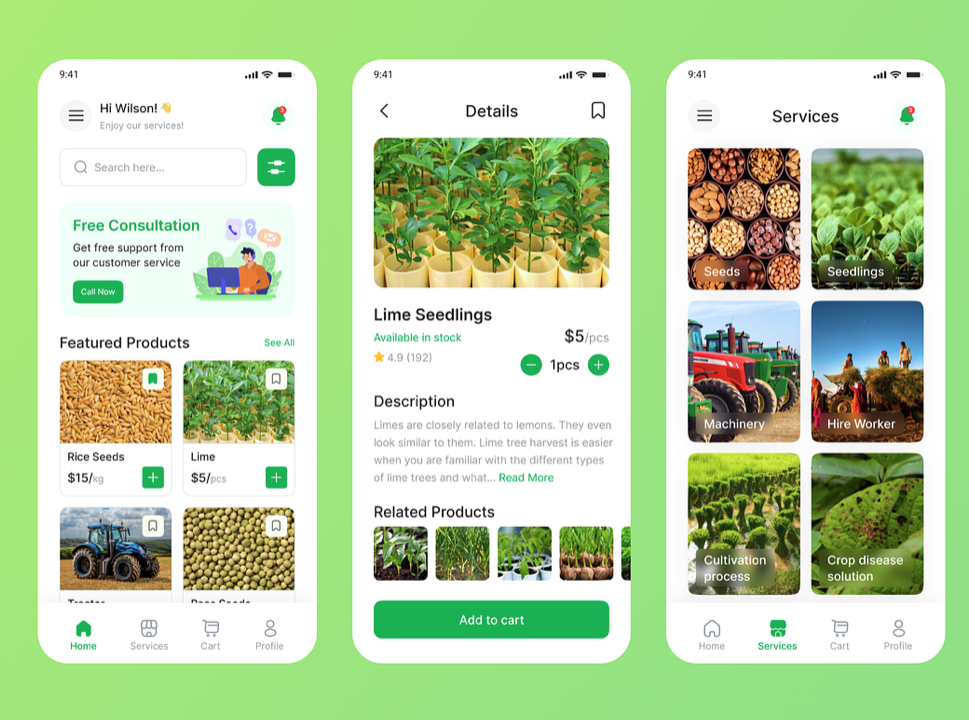 9:41
Hi Wilson! 👋
Enjoy our services!
3
Search here...
Free Consultation
Get free support from
our customer service
Call Now
Featured Products
See All
Rice Seeds
$15/kg
Lime
$5/pcs
Home
Services
Cart
Profile
9:41
Details
Lime Seedlings
Available in stock
$5/pcs
4.9 (192)
1pcs
Description
Limes are closely related to lemons. They even
look similar to them. Lime tree harvest is easier
when you are familiar with the different types
of lime trees and what... Read More
Related Products
Add to cart
9:41
Services
3
Seeds
Seedlings
Machinery
Hire Worker
Cultivation
process
Crop disease
solution
Home
Services
Cart
Profile